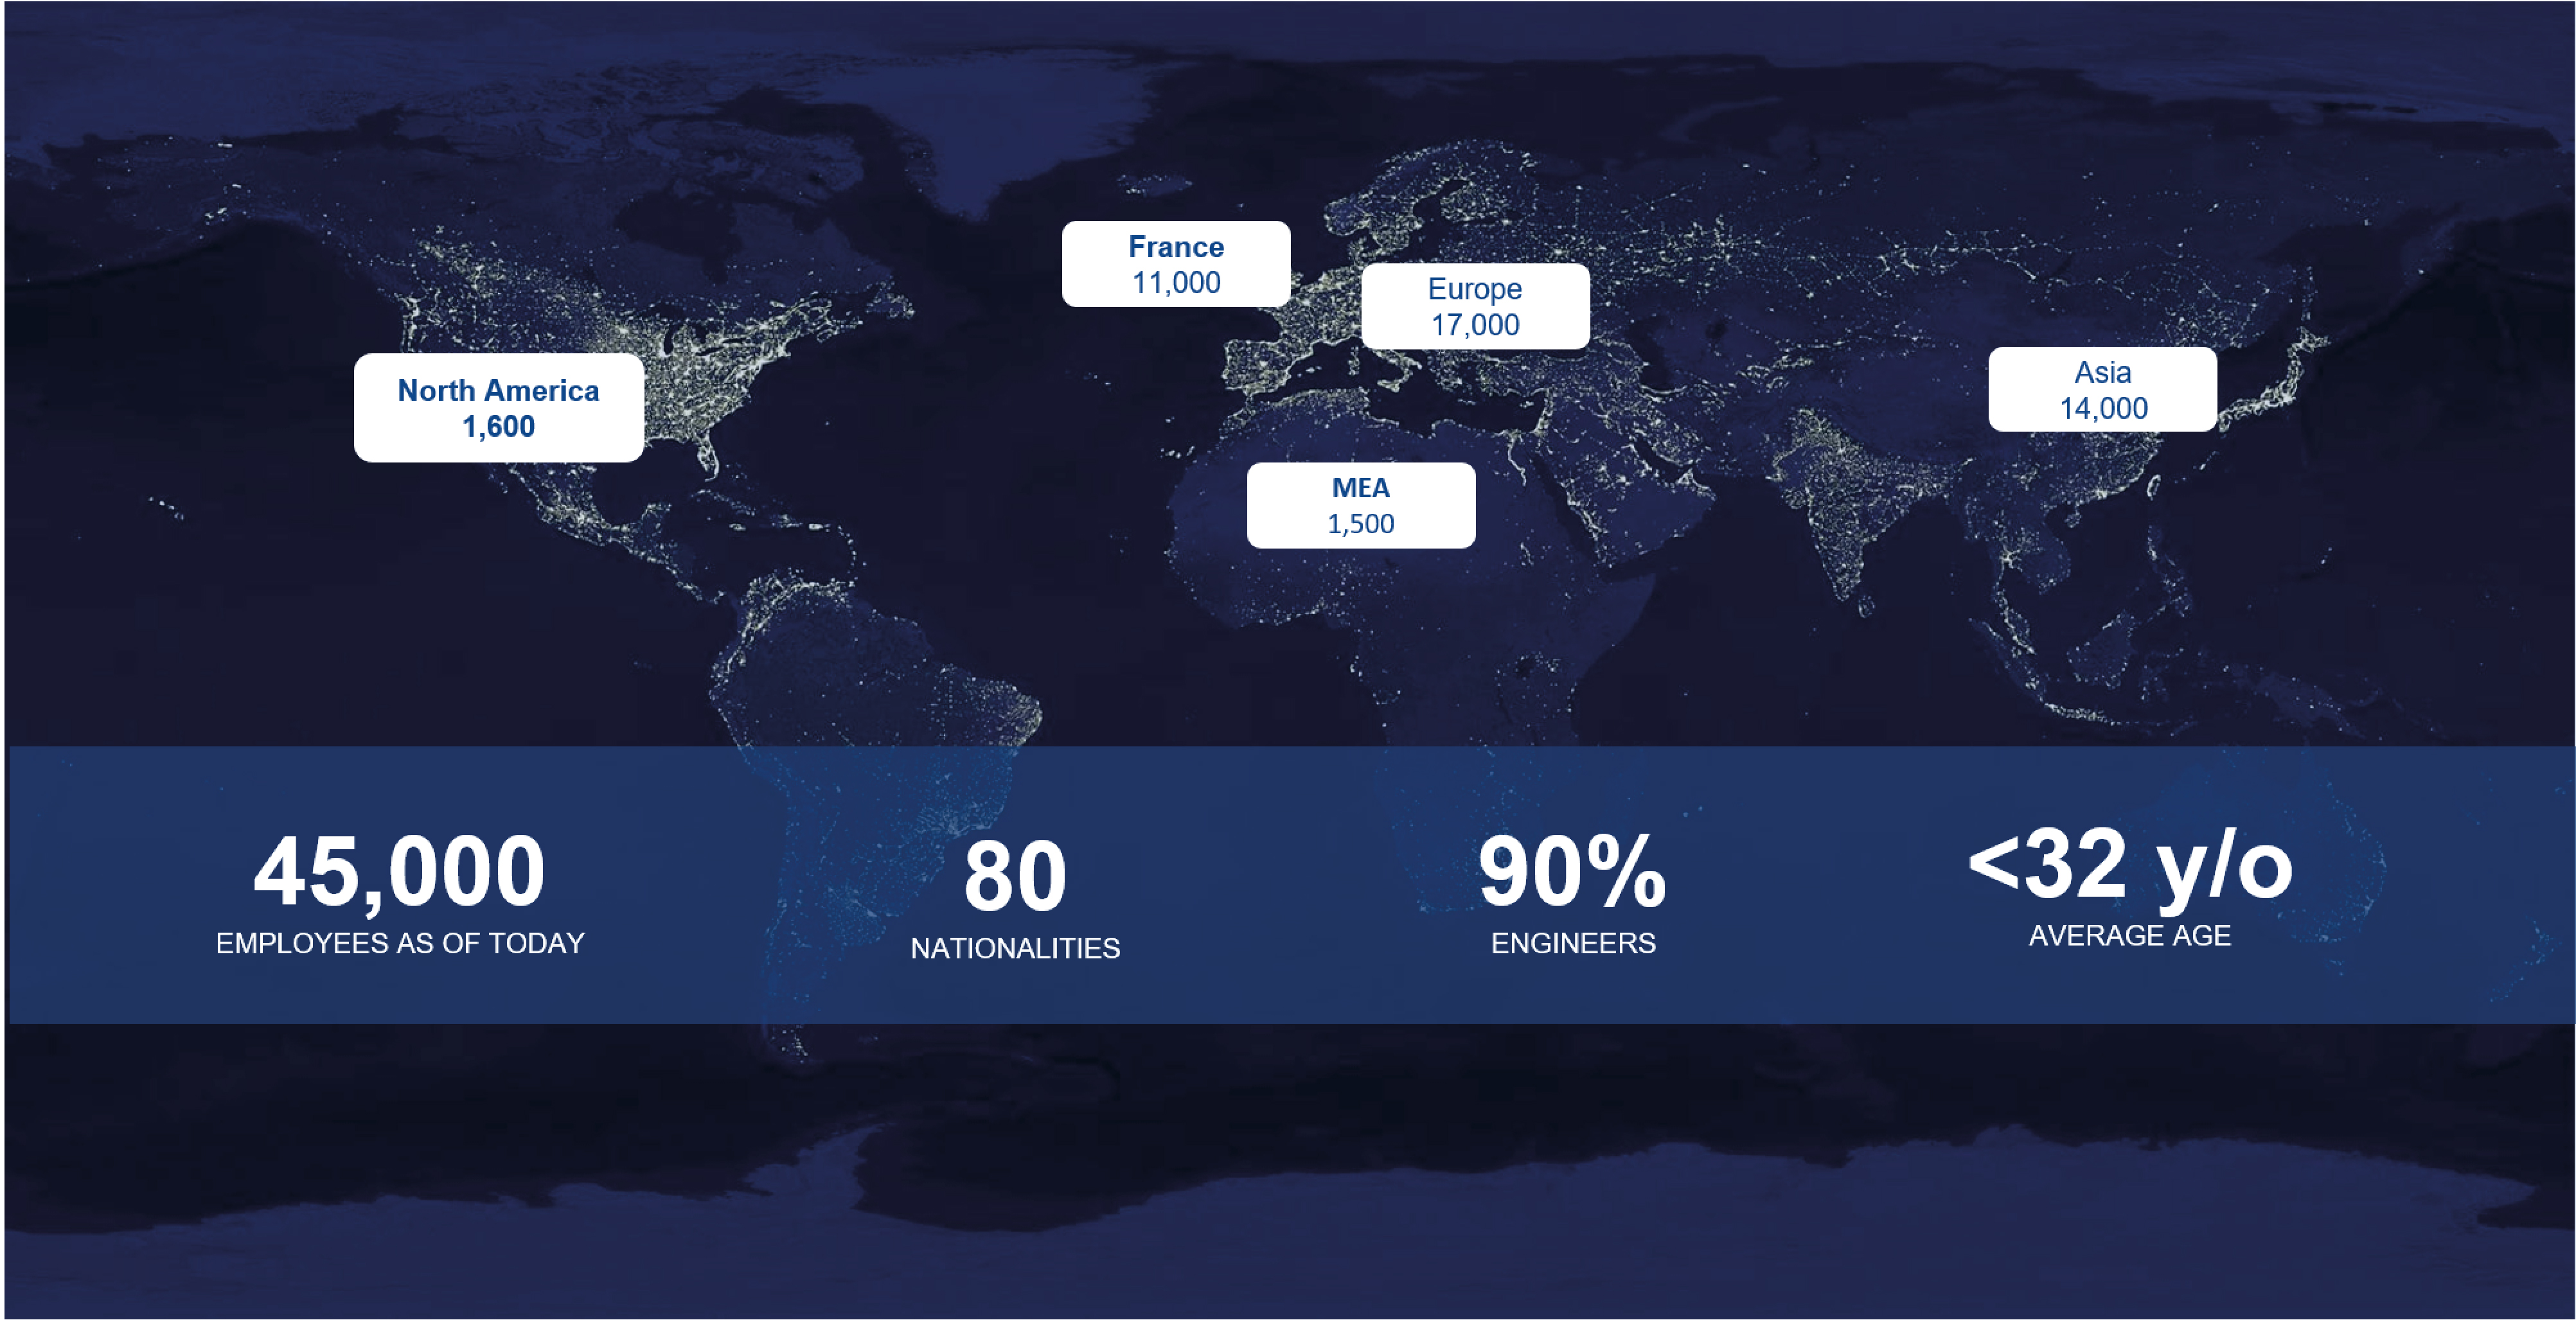 France
11,000
Europe
17,000
North America
1,600
Asia
14,000
MEA
1,500
45,000
EMPLOYEES AS OF TODAY
80
NATIONALITIES
90%
ENGINEERS
<32 y/o
AVERAGE AGE